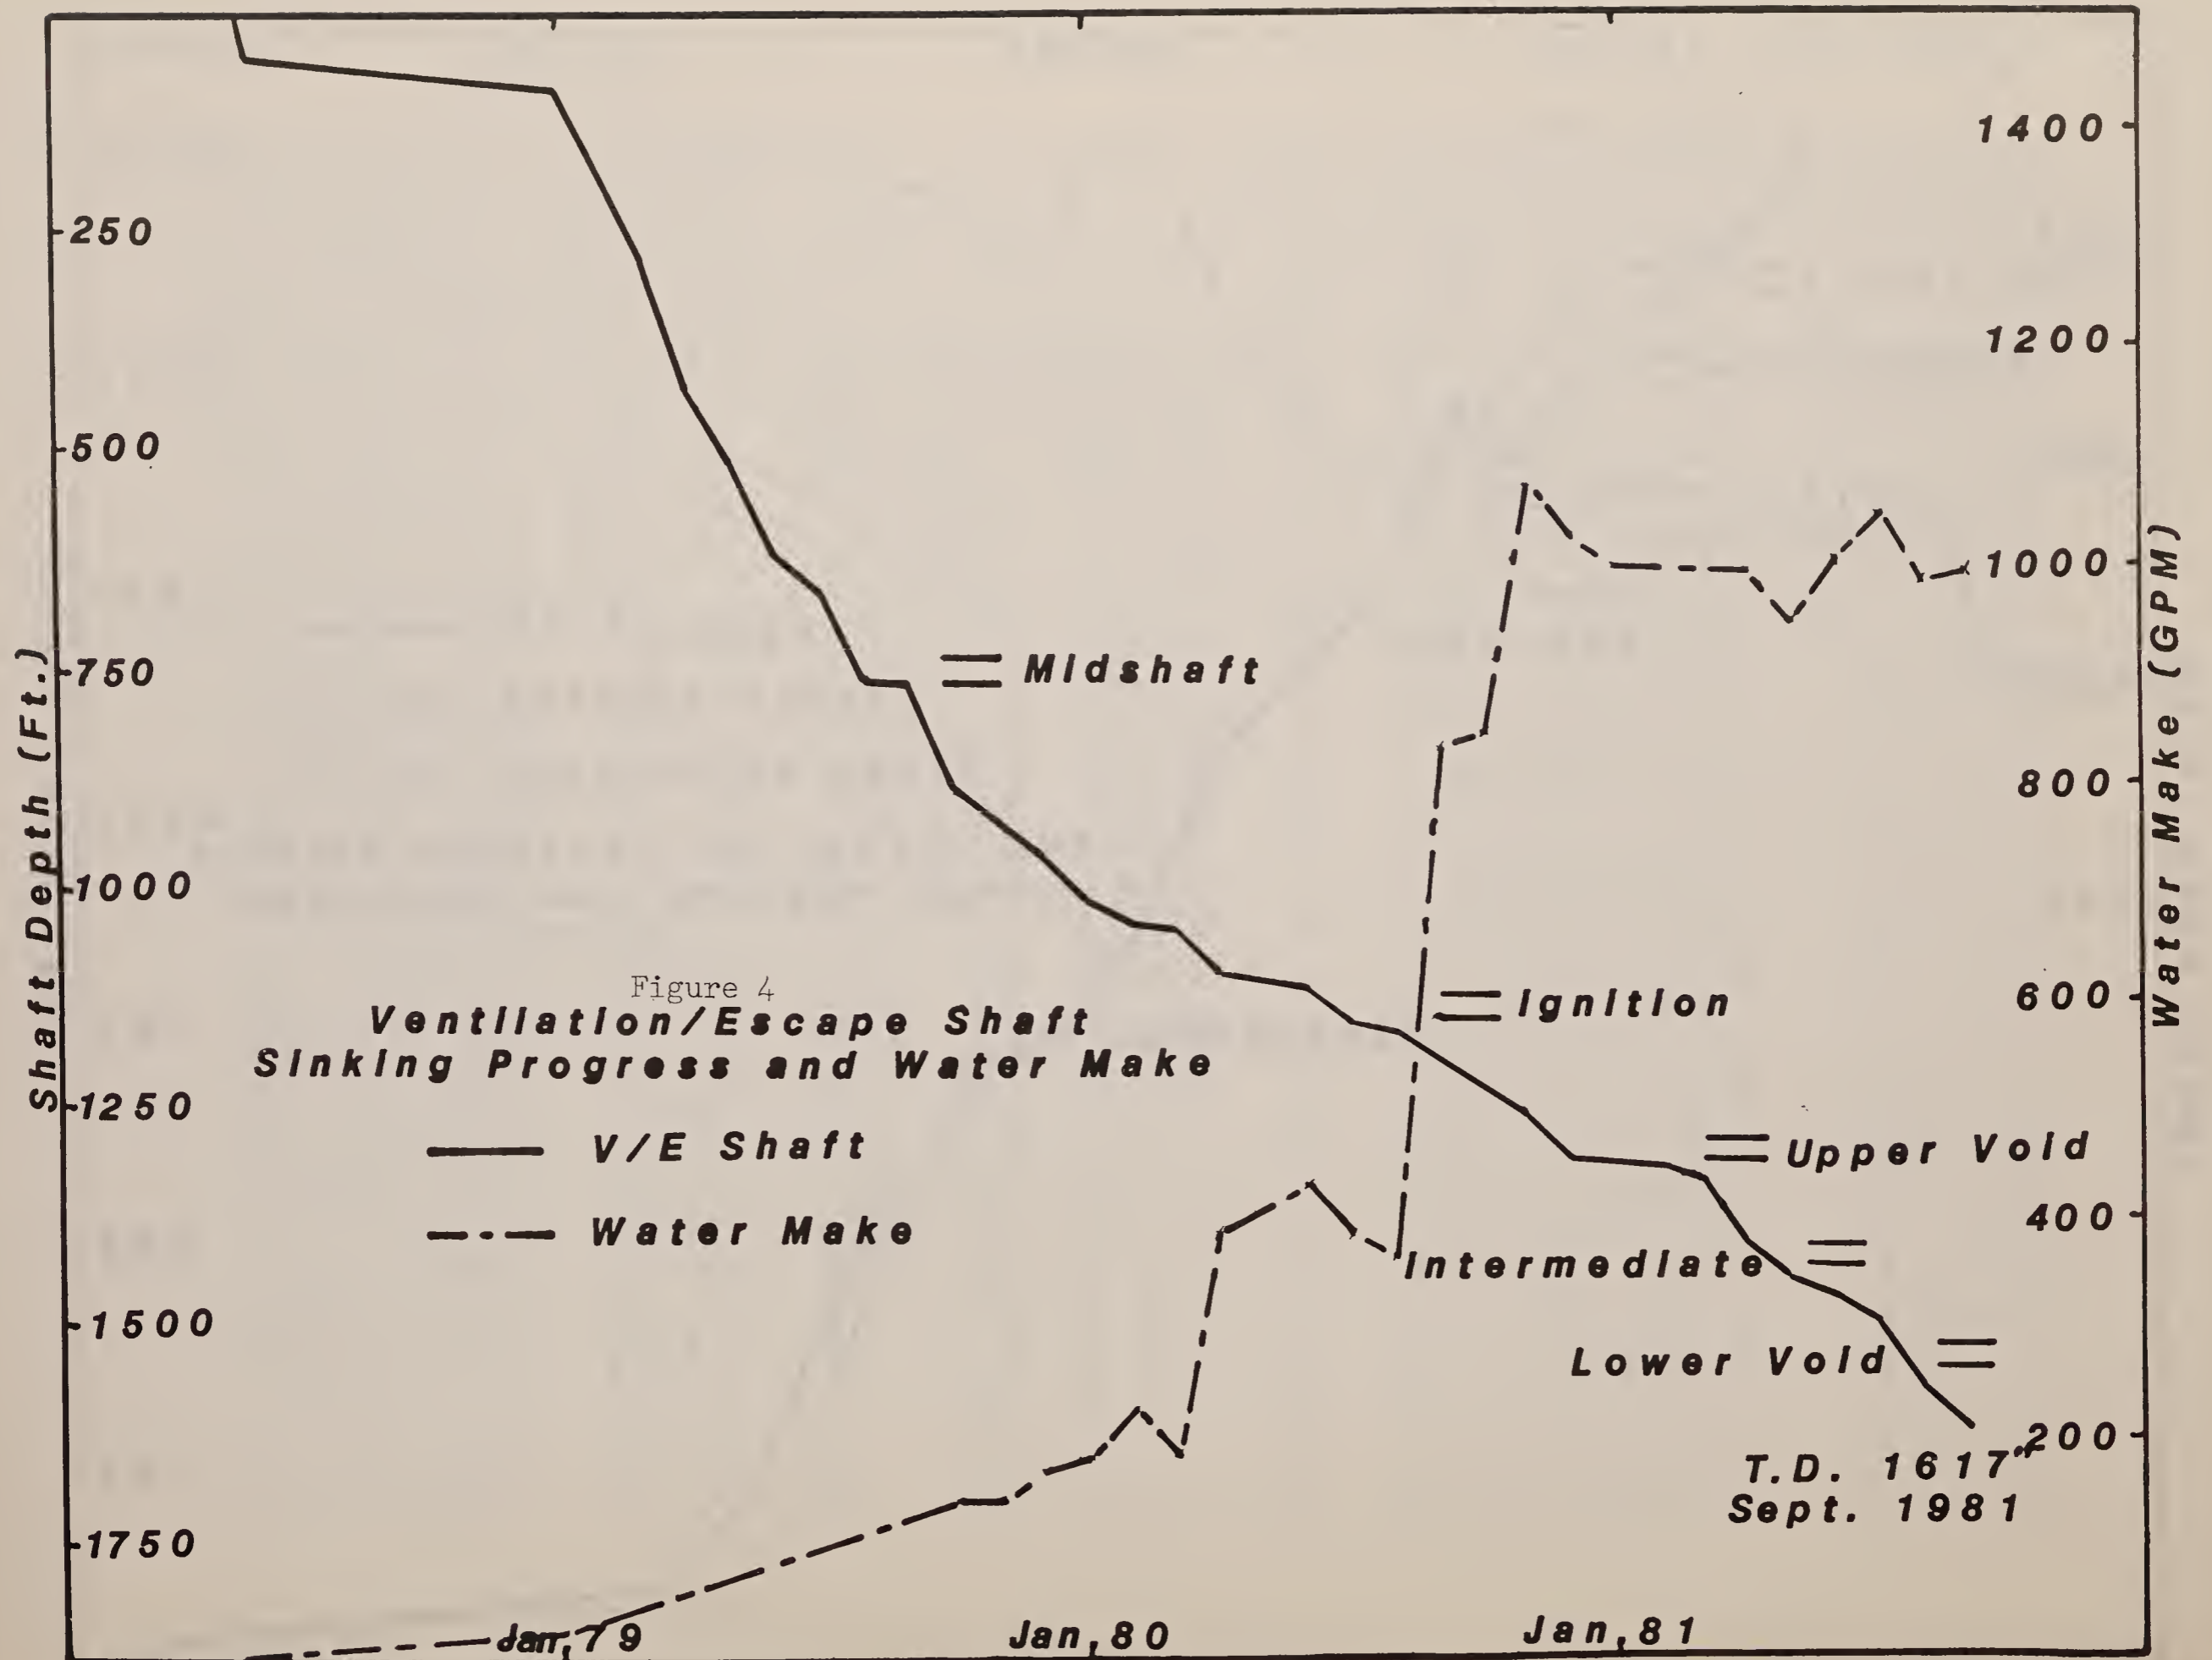 1400
250
1200
500
1000
Midshaft
750
Shaft Depth (Ft.)
Water Make (GPM)
800
1000
Figure 4
600
Ignition
Ventilation/Escape Shaft
Sinking Progress and Water Make
1250
V/E Shaft
Upper Void
Water Make
400
Intermediate
1500
Lower Void
200
T.D. 1617'
Sept. 1981
1750
Jan, 79
Jan, 80
Jan, 81